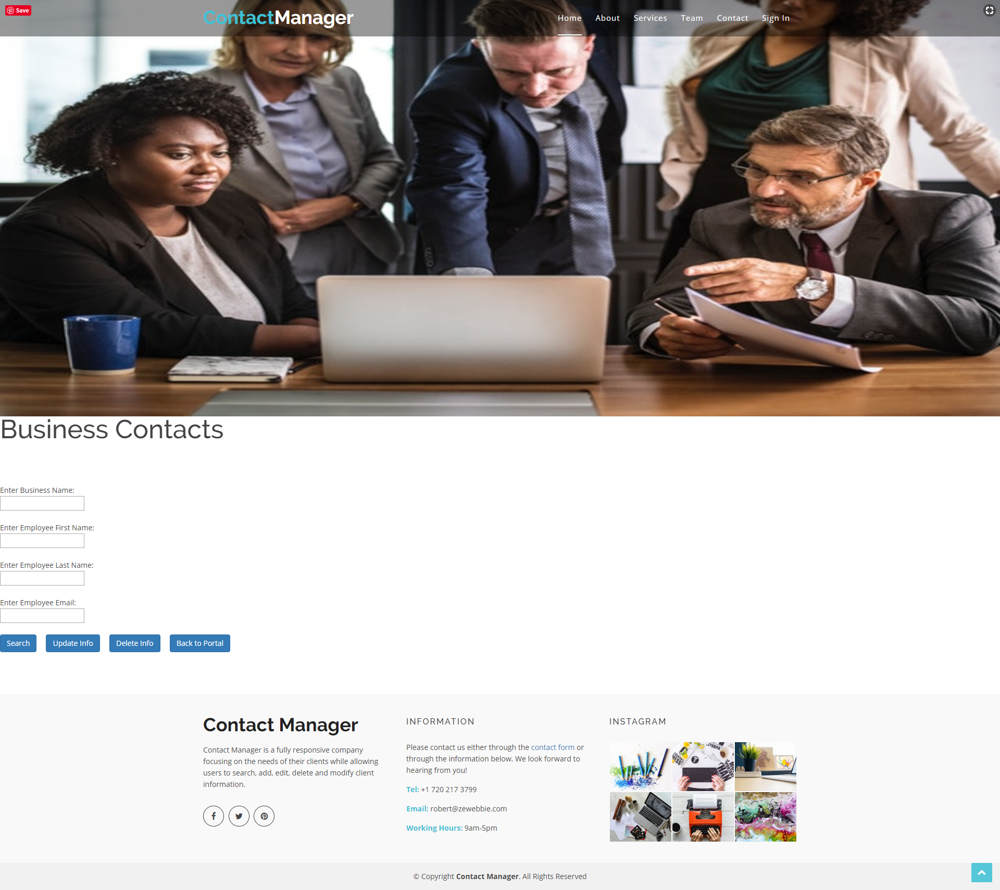 Save
ContactManager
Home About Services Team Contact Sign In
Business Contacts
Enter Business Name:
Enter Employee First Name:
Enter Employee Last Name:
Enter Employee Email:
Search Update Info Delete Info Back to Portal
Contact Manager
Contact Manager is a fully responsive company
focusing on the needs of their clients while allowing
users to search, add, edit, delete and modify client
information.
INFORMATION
Please contact us either through the contact form or
through the information below. We look forward to
hearing from you!
Tel: +1 720 217 3799
Email: robert@zewebbie.com
Working Hours: 9am-5pm
INSTAGRAM
© Copyright Contact Manager. All Rights Reserved